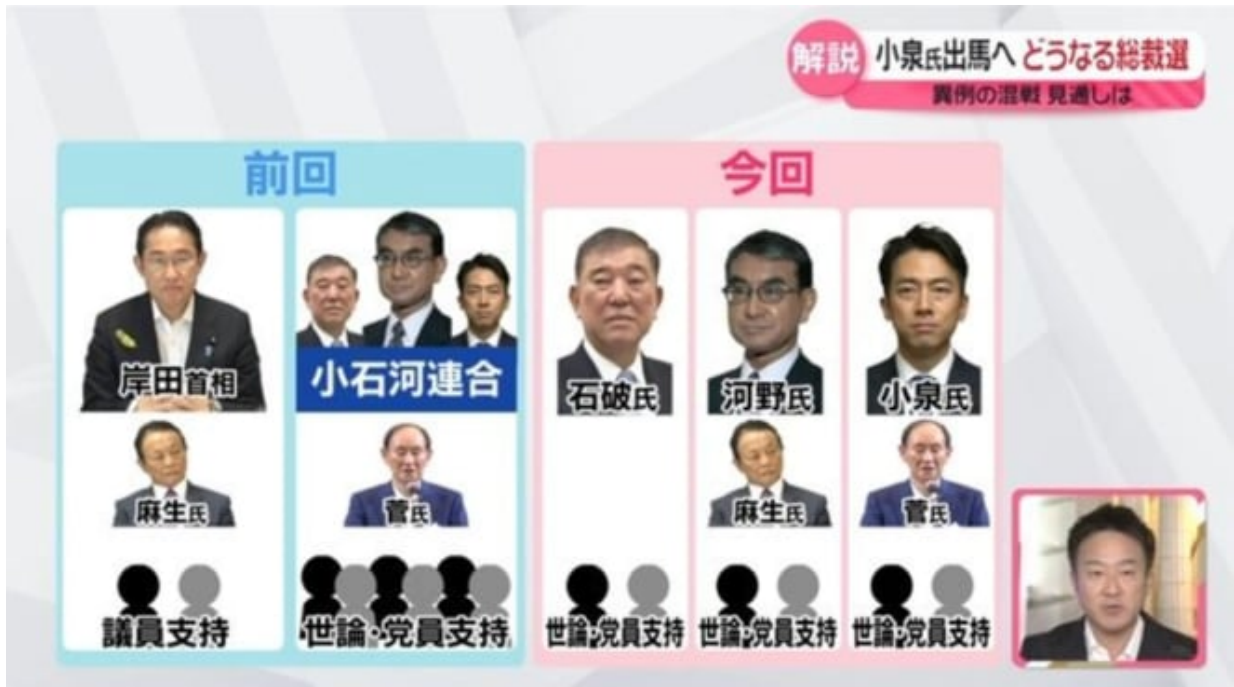 解説
小泉氏出馬へ どうなる総裁選
異例の混戦 見通しは
前回
岸田首相
小石河連合
麻生氏
菅氏
議員支持
世論・党員支持
今回
石破氏
河野氏
小泉氏
麻生氏
菅氏
世論・党員支持
世論・党員支持
世論・党員支持